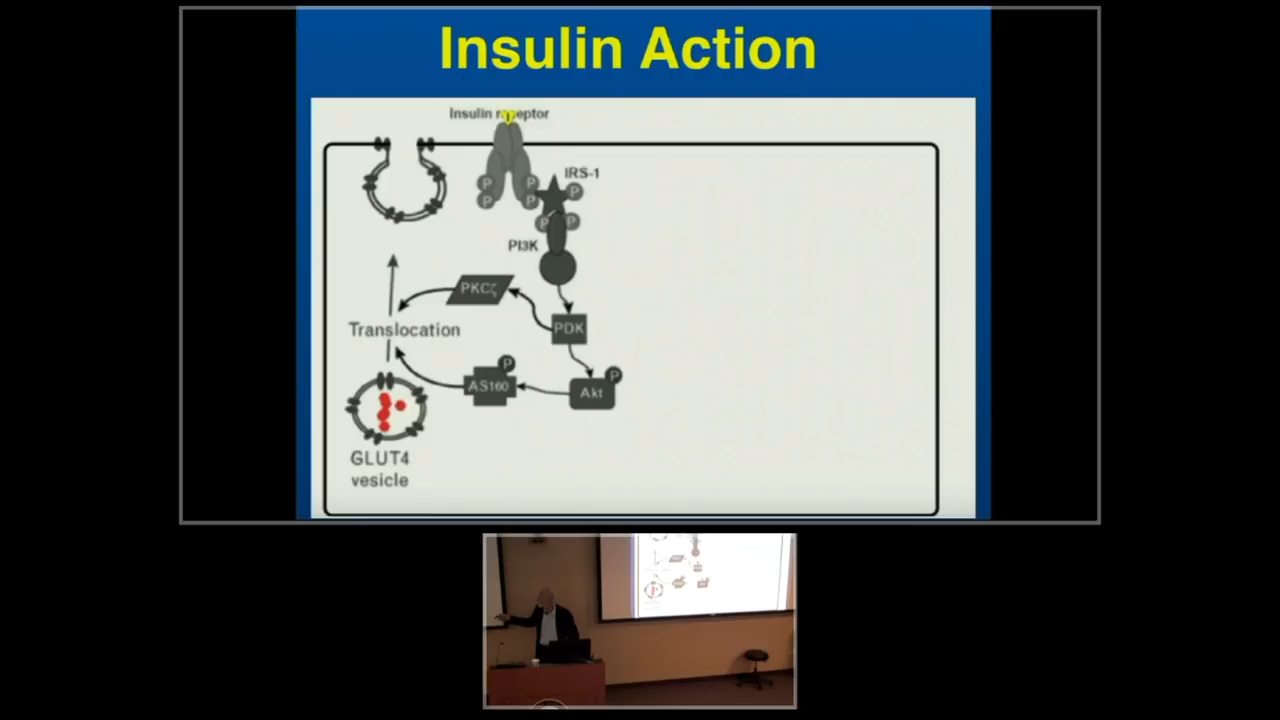 Insulin Action
Insulin receptor
IRS-1
P
P
P
P
P
P
P
PI3K
PKCζ
PDK
Translocation
P
P
AS160
Akt
GLUT4
vesicle